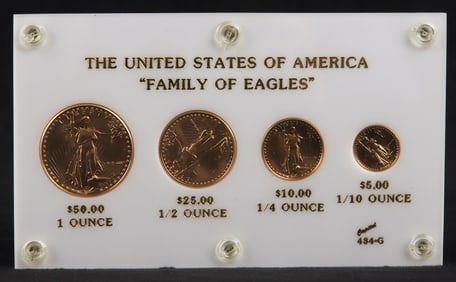 THE UNITED STATES OF AMERICA
"FAMILY OF EAGLES"
$50.00
1 OUNCE
$25.00
1/2 OUNCE
$10.00
1/4 OUNCE
$5.00
1/10 OUNCE
Capital
434-G